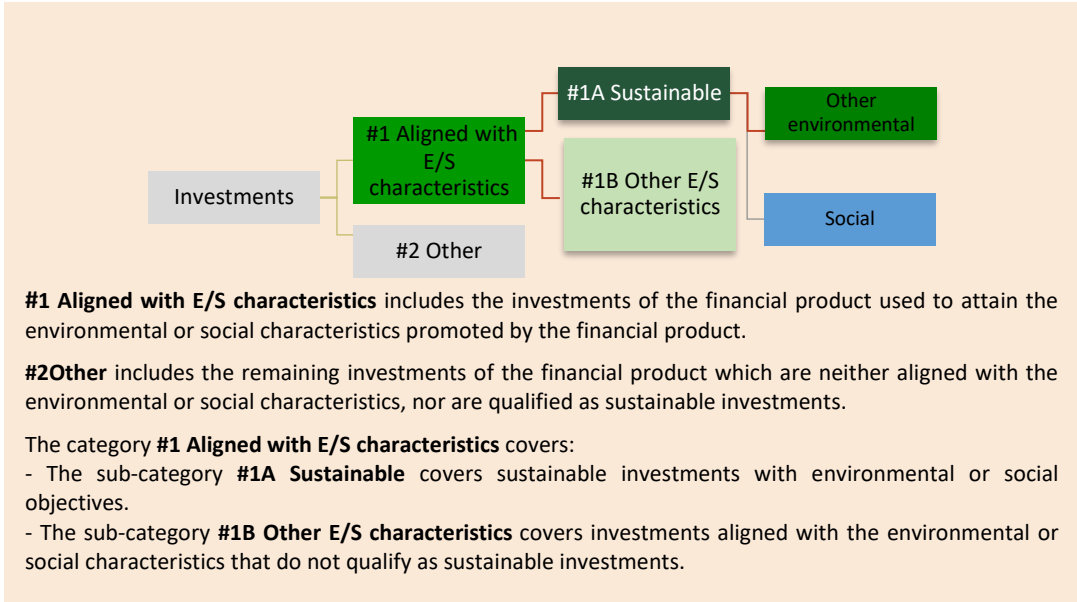 #1A Sustainable
Other
environmental
#1 Aligned with
E/S
characteristics
#1B Other E/S
characteristics
Investments
Social
#2 Other
#1 Aligned with E/S characteristics includes the investments of the financial product used to attain the
environmental or social characteristics promoted by the financial product.
#2Other includes the remaining investments of the financial product which are neither aligned with the
environmental or social characteristics, nor are qualified as sustainable investments.
The category #1 Aligned with E/S characteristics covers:
- The sub-category #1A Sustainable covers sustainable investments with environmental or social
objectives.
- The sub-category #1B Other E/S characteristics covers investments aligned with the environmental or
social characteristics that do not qualify as sustainable investments.